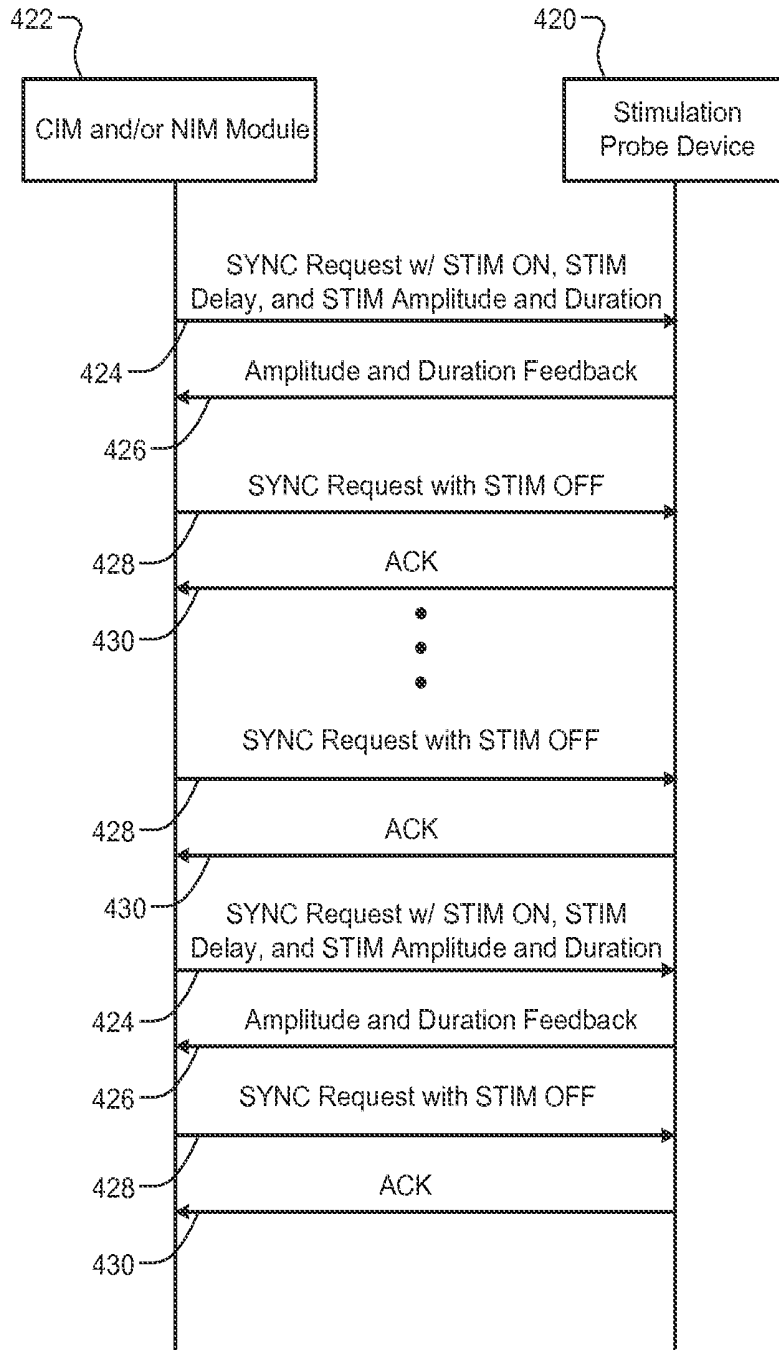 422
420
CIM and/or NIM Module
Stimulation
Probe Device
SYNC Request w/ STIM ON, STIM
Delay, and STIM Amplitude and Duration
424
Amplitude and Duration Feedback
426
SYNC Request with STIM OFF
428
ACK
430
SYNC Request with STIM OFF
428
ACK
430
SYNC Request w/ STIM ON, STIM
Delay, and STIM Amplitude and Duration
424
Amplitude and Duration Feedback
426
SYNC Request with STIM OFF
428
ACK
430